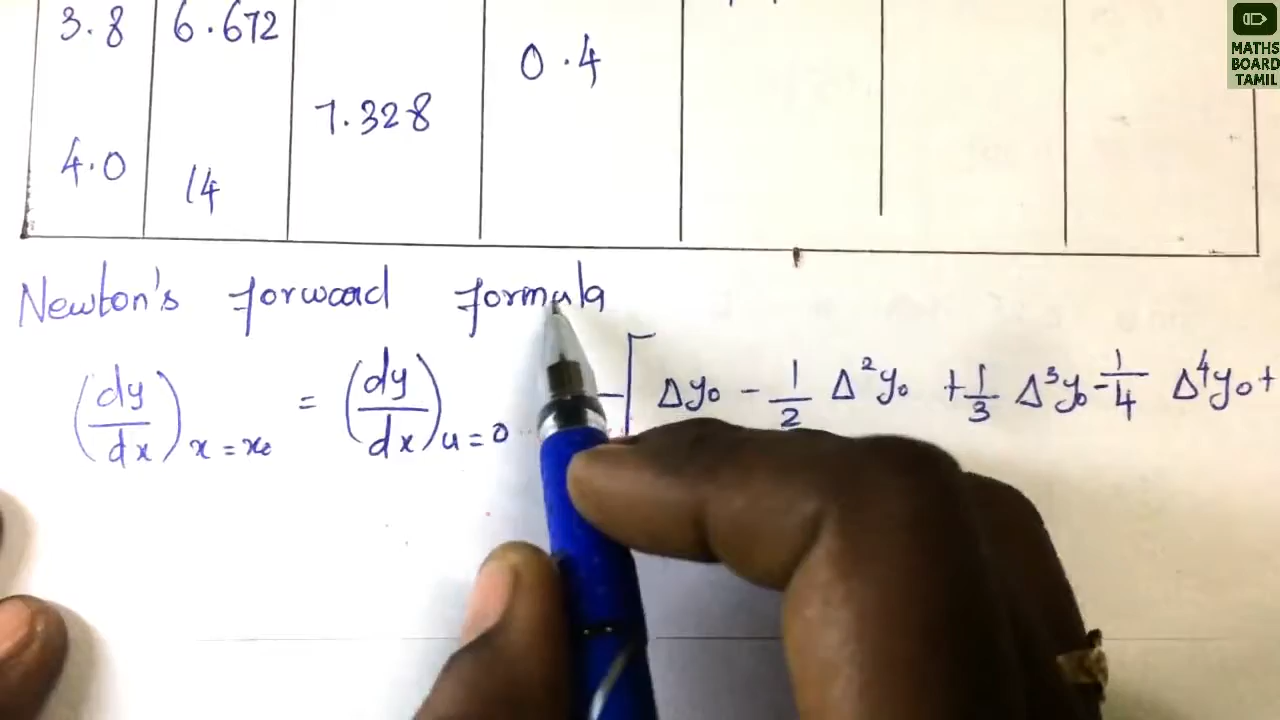 MATHS
BOARD
TAMIL
3.8 6.672
0.4
7.328
4.0 14
Newton's forward formula
(dy/dx)x=x₀ = (dy/dx)u=0 [Δy₀ - 1/2 Δ²y₀ + 1/3 Δ³y₀ - 1/4 Δ⁴y₀ +